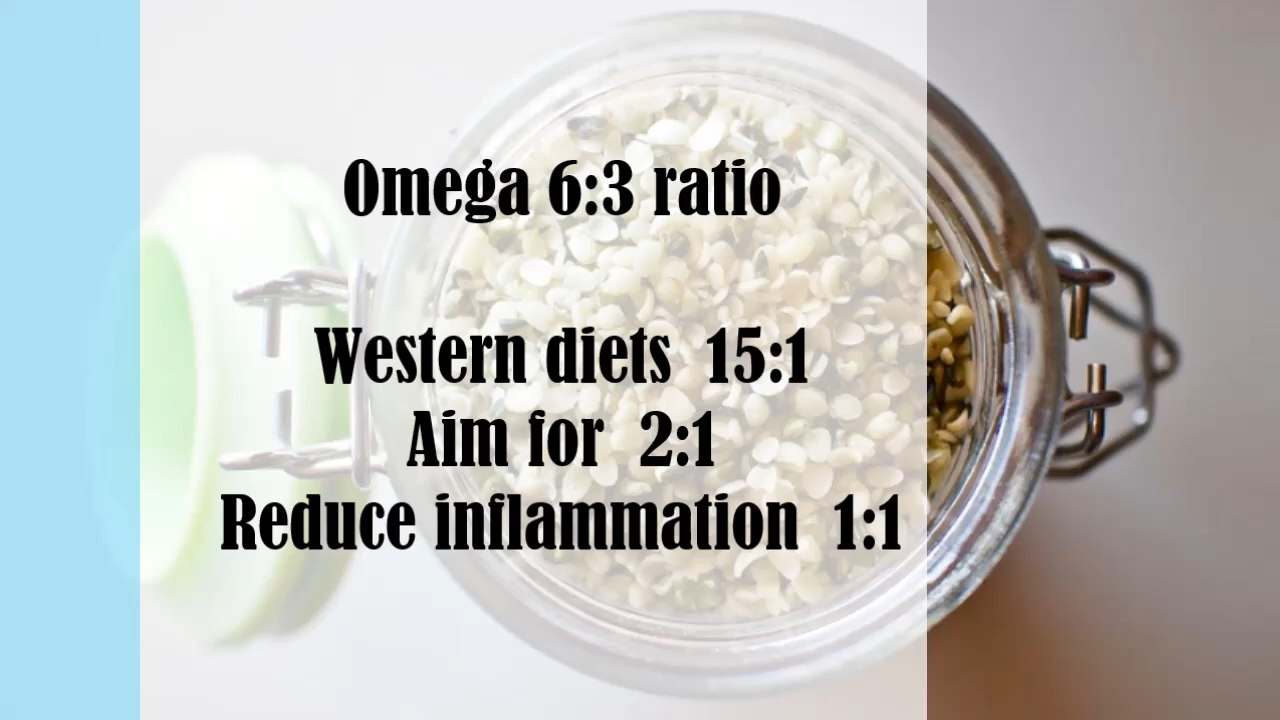 Omega 6:3 ratio
Western diets 15:1
Aim for 2:1
Reduce inflammation 1:1